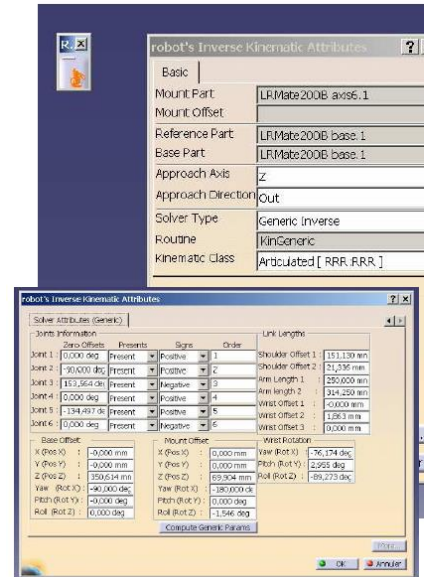 R..
robot's Inverse Kinematic Attributes
Basic
Mount Part LRMate200iB axis6.1
Mount Offset
Reference Part LRMate200iB base.1
Base Part LRMate200iB base.1
Approach Axis Z
Approach Direction Out
Solver Type Generic Inverse
Routine KinGeneric
Kinematic Class Articulated [ RRR:RRR ]
robot's Inverse Kinematic Attributes
Solver Attributes (Generic)
Joints Information Link Lengths
Zero Offsets Presents Signs Order
Joint 1 : 0,000 deg Present Positive 1 Shoulder Offset 1 : 151,130 mm
Joint 2 : -90,000 deg Present Positive 2 Shoulder Offset 2 : 21,336 mm
Joint 3 : 153,564 de Present Negative 3 Arm Length 1 : 250,000 mm
Joint 4 : 0,000 deg Present Positive 4 Arm length 2 : 314,250 mm
Joint 5 : -134,497 de Present Positive 5 Wrist Offset 1 : -0,000 mm
Joint 6 : 0,000 deg Present Negative 6 Wrist Offset 2 : 1,863 mm
Wrist Offset 3 : 0,000 mm
Base Offset Mount Offset Wrist Rotation
X (Pos X) : -0,000 mm X (Pos X) : 0,000 mm Yaw (Rot X) : -76,174 deg
Y (Pos Y) : -0,000 mm Y (Pos Y) : 0,000 mm Pitch (Rot Y) : 2,955 deg
Z (Pos Z) : 350,614 mm Z (Pos Z) : 69,904 mm Roll (Rot Z) : -89,273 deg
Yaw (Rot X) : -90,000 deg Yaw (Rot X) : -180,000 de
Pitch (Rot Y) : -0,000 deg Pitch (Rot Y) : 0,000 deg
Roll (Rot Z) : 0,000 deg Roll (Rot Z) : -1,546 deg
Compute Generic Params
More...
OK Annuler